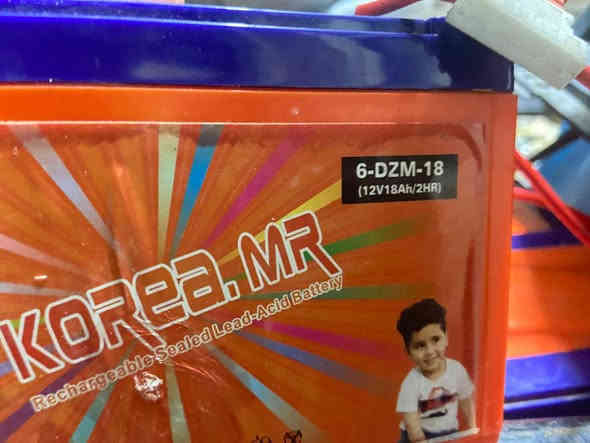 6-DZM-18
(12V18Ah/2HR)
KOREA.MR
Rechargeable Sealed Lead-Acid Battery